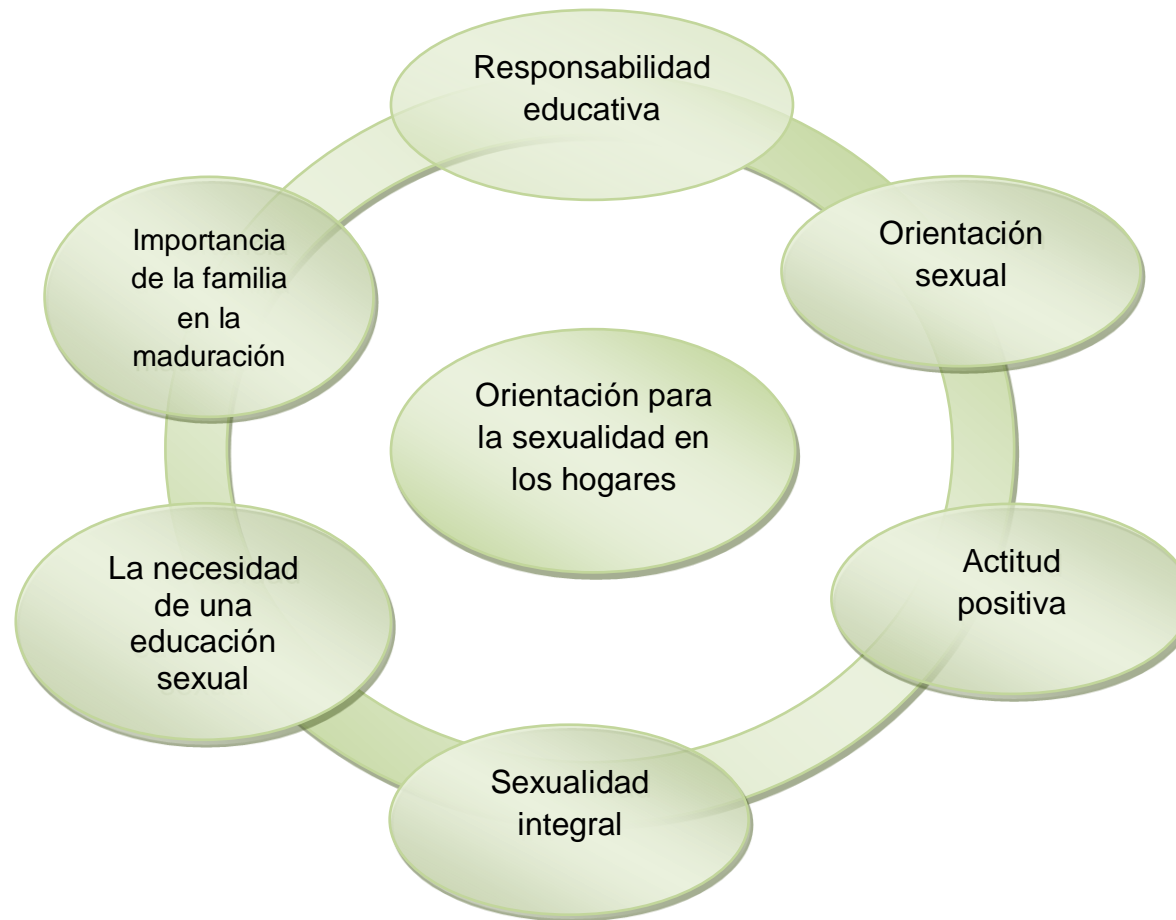 Responsabilidad
educativa
Orientación
sexual
Importancia
de la familia
en la
maduración
Orientación para
la sexualidad en
los hogares
La necesidad
de una
educación
sexual
Actitud
positiva
Sexualidad
integral